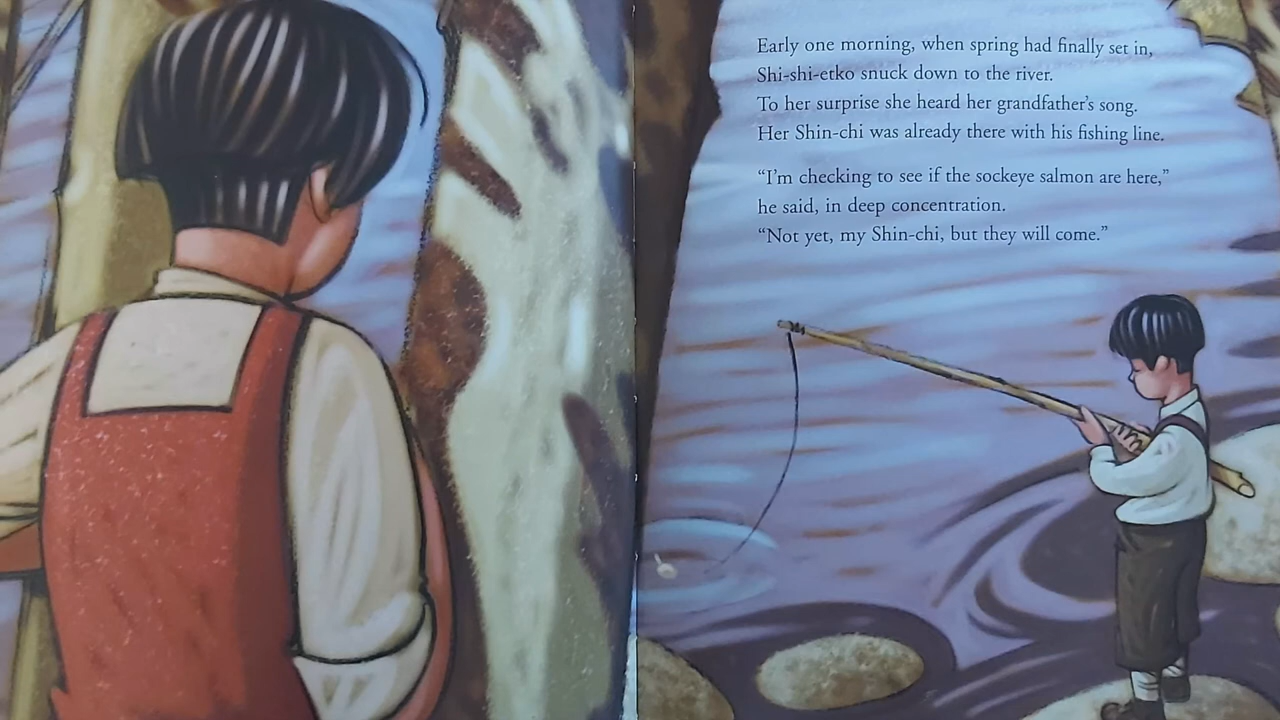 Early one morning, when spring had finally set in,
Shi-shi-etko snuck down to the river.
To her surprise she heard her grandfather’s song.
Her Shin-chi was already there with his fishing line.
“I’m checking to see if the sockeye salmon are here,”
he said, in deep concentration.
“Not yet, my Shin-chi, but they will come.”